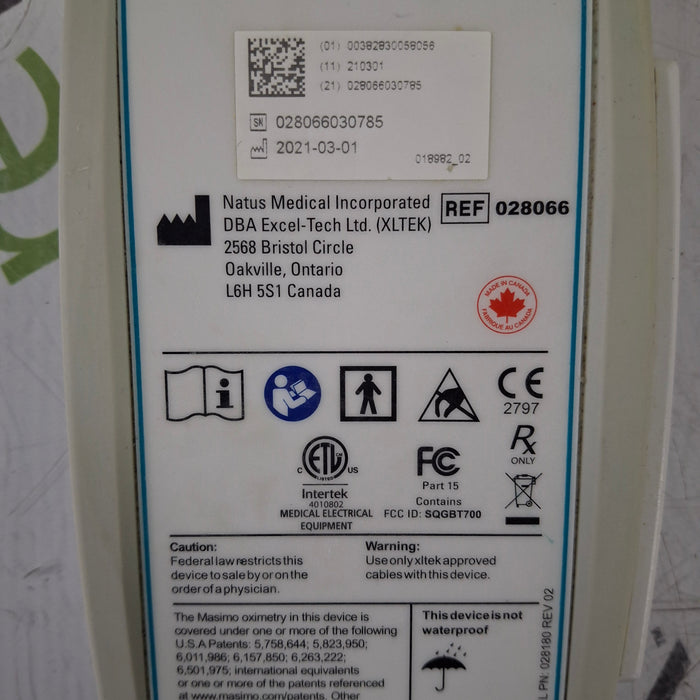 (01) 00382830058056
(11) 210301
(21) 028066030785
SN 028066030785
2021-03-01
018982_02
Natus Medical Incorporated
DBA Excel-Tech Ltd. (XLTEK)
2568 Bristol Circle
Oakville, Ontario
L6H 5S1 Canada
REF 028066
MADE IN CANADA
FABRIQUÉ AU CANADA
i
CE
2797
Rx
ONLY
C ETL US
LISTED
Intertek
4010802
MEDICAL ELECTRICAL
EQUIPMENT
FC
Part 15
Contains
FCC ID: SQGBT700
Caution:
Federal law restricts this
device to sale by or on the
order of a physician.
Warning:
Use only xltek approved
cables with this device.
The Masimo oximetry in this device is
covered under one or more of the following
U.S.A Patents: 5,758,644; 5,823,950;
6,011,986; 6,157,850; 6,263,222;
6,501,975; international equivalents
or one or more of the patents referenced
at www.masimo.com/patents. Other
This device is not
waterproof
L PN: 028180 REV 02